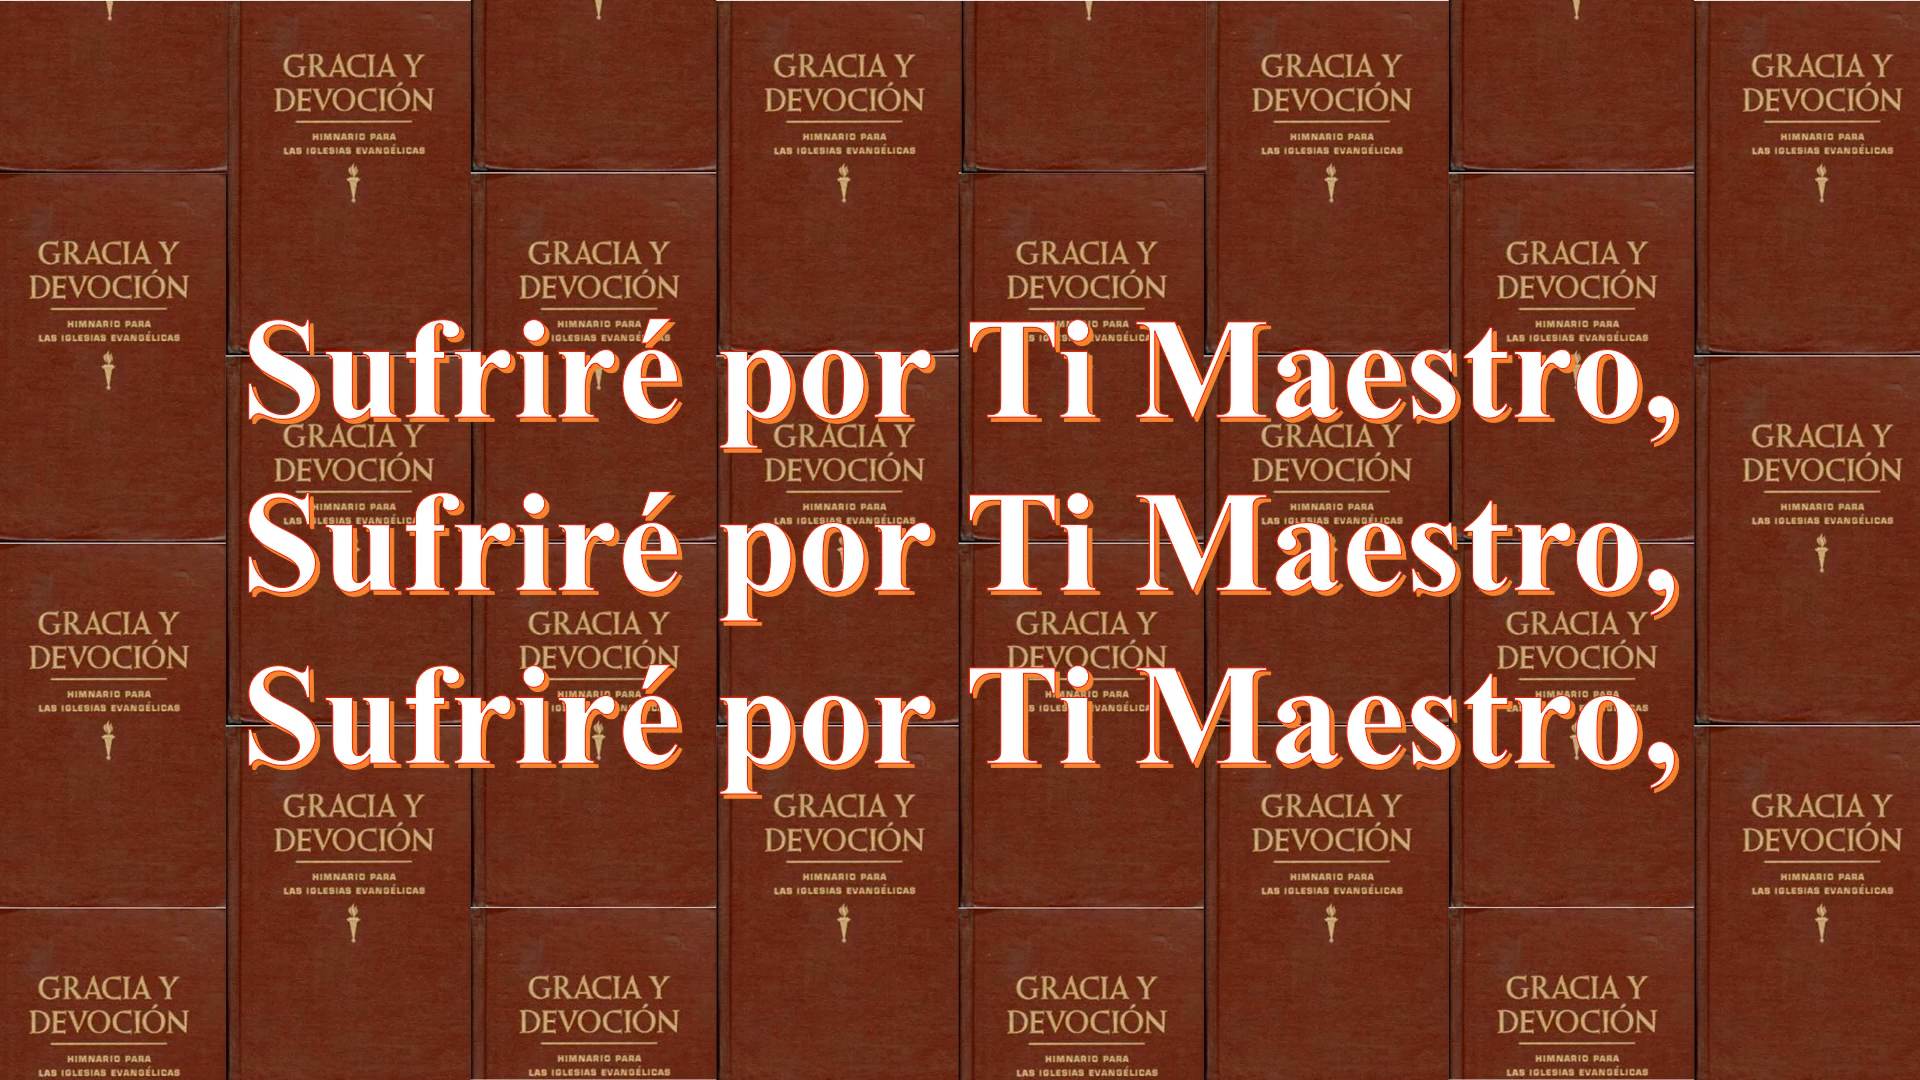 GRACIA Y
DEVOCIÓN
HIMNARIO PARA
LAS IGLESIAS EVANGÉLICAS
Sufriré por Ti Maestro,
Sufriré por Ti Maestro,
Sufriré por Ti Maestro,